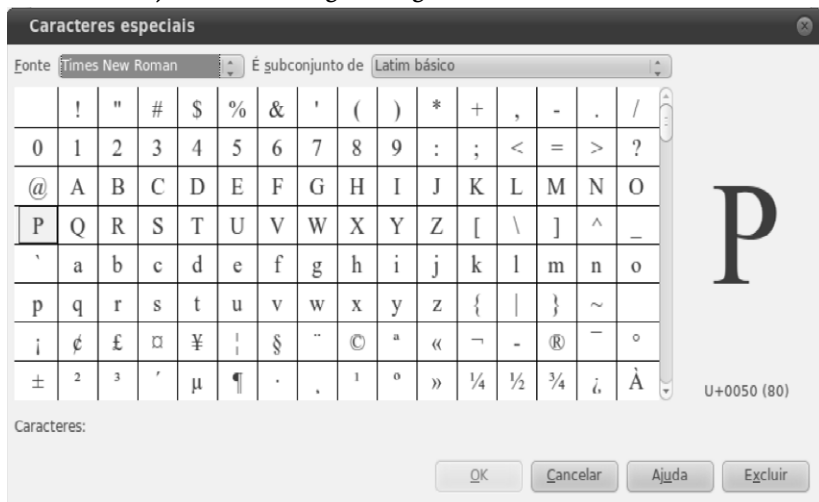 Caracteres especiais
Fonte Times New Roman É subconjunto de Latim básico
! " # $ % & ' ( ) * + , - . /
0 1 2 3 4 5 6 7 8 9 : ; < = > ?
@ A B C D E F G H I J K L M N O
P Q R S T U V W X Y Z [ \ ] ^ _
` a b c d e f g h i j k l m n o
p q r s t u v w x y z { | } ~
¡ ¢ £ ¤ ¥ ¦ § ¨ © ª « ¬ - ® ¯ °
± ² ³ ´ µ ¶ · ¸ ¹ º » ¼ ½ ¾ ¿ À
P
U+0050 (80)
Caracteres:
OK Cancelar Ajuda Excluir